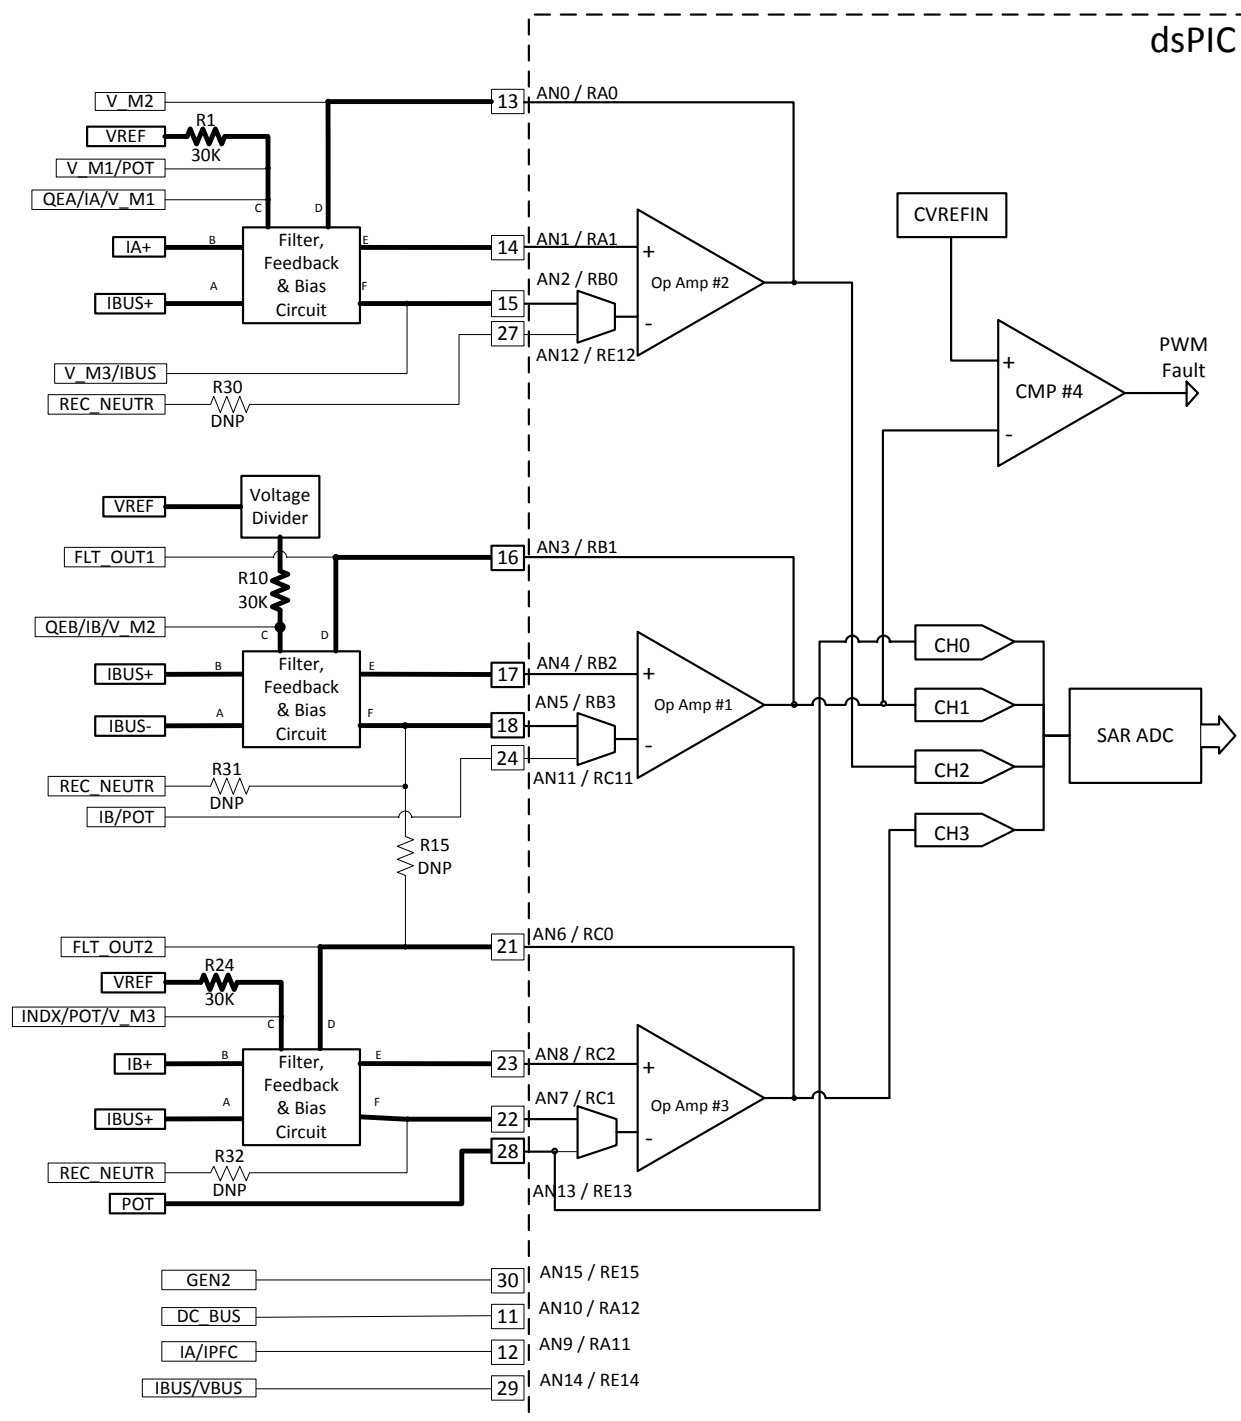 dsPIC
V_M2
13
AN0 / RA0
VREF
R1
30K
V_M1/POT
QEA/IA/V_M1
C
D
IA+
B
Filter,
Feedback
& Bias
Circuit
E
14
AN1 / RA1
+
Op Amp #2
-
IBUS+
A
F
15
AN2 / RB0
27
AN12 / RE12
V_M3/IBUS
REC_NEUTR
R30
DNP
CVREFIN
+
CMP #4
-
PWM
Fault
VREF
Voltage
Divider
FLT_OUT1
16
AN3 / RB1
R10
30K
QEB/IB/V_M2
C
D
IBUS+
B
Filter,
Feedback
& Bias
Circuit
E
17
AN4 / RB2
+
Op Amp #1
-
IBUS-
A
F
18
AN5 / RB3
24
AN11 / RC11
REC_NEUTR
R31
DNP
IB/POT
R15
DNP
CH0
CH1
CH2
CH3
SAR ADC
FLT_OUT2
21
AN6 / RC0
VREF
R24
30K
INDX/POT/V_M3
C
D
IB+
B
Filter,
Feedback
& Bias
Circuit
E
23
AN8 / RC2
+
Op Amp #3
-
IBUS+
A
F
22
AN7 / RC1
28
AN13 / RE13
REC_NEUTR
R32
DNP
POT
GEN2
30
AN15 / RE15
DC_BUS
11
AN10 / RA12
IA/IPFC
12
AN9 / RA11
IBUS/VBUS
29
AN14 / RE14